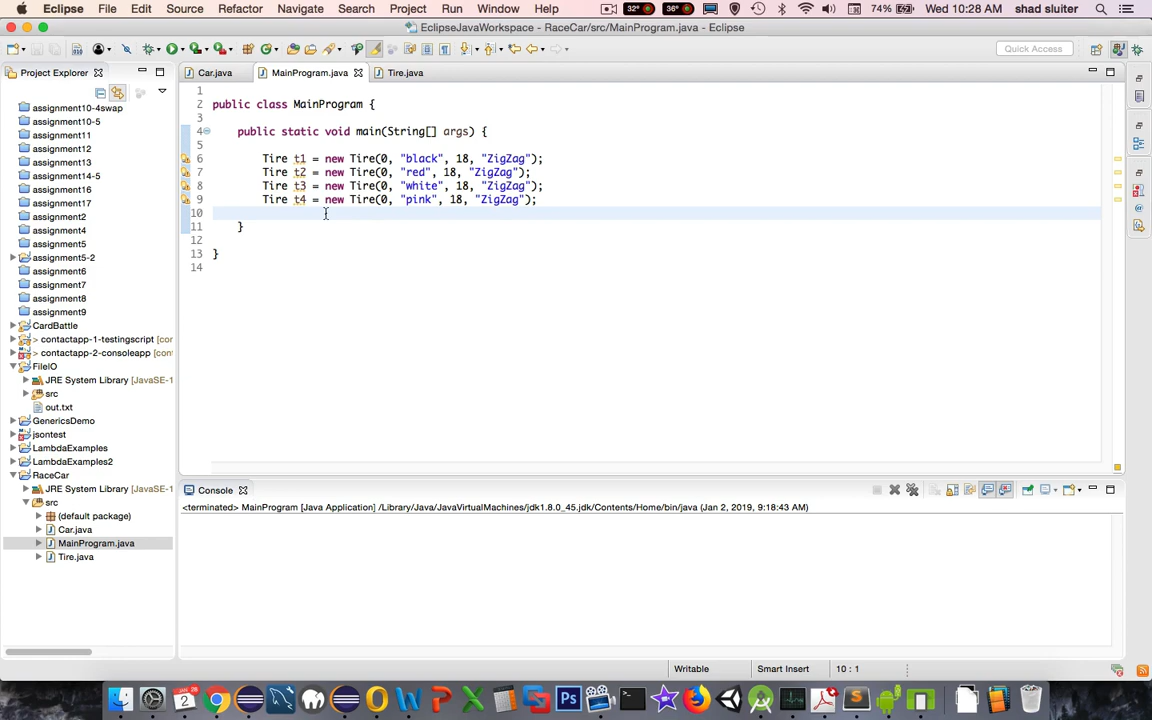 Eclipse File Edit Source Refactor Navigate Search Project Run Window Help 32° 36° 74% Wed 10:28 AM shad sluiter
EclipseJavaWorkspace - RaceCar/src/MainProgram.java - Eclipse
Quick Access
Project Explorer
Car.java MainProgram.java Tire.java
assignment10-4swap
assignment10-5
assignment11
assignment12
assignment13
assignment14-5
assignment16
assignment17
assignment2
assignment4
assignment5
assignment5-2
assignment6
assignment7
assignment8
assignment9
CardBattle
> contactapp-1-testingscript [cor
> contactapp-2-consoleapp [cont
FileIO
JRE System Library [JavaSE-1
src
out.txt
GenericsDemo
jsontest
LambdaExamples
LambdaExamples2
RaceCar
JRE System Library [JavaSE-1
src
(default package)
Car.java
MainProgram.java
Tire.java
1
2 public class MainProgram {
3
4 public static void main(String[] args) {
5
6 Tire t1 = new Tire(0, "black", 18, "ZigZag");
7 Tire t2 = new Tire(0, "red", 18, "ZigZag");
8 Tire t3 = new Tire(0, "white", 18, "ZigZag");
9 Tire t4 = new Tire(0, "pink", 18, "ZigZag");
10
11 }
12
13 }
14
Console
<terminated> MainProgram [Java Application] /Library/Java/JavaVirtualMachines/jdk1.8.0_45.jdk/Contents/Home/bin/java (Jan 2, 2019, 9:18:43 AM)
Writable Smart Insert 10 : 1